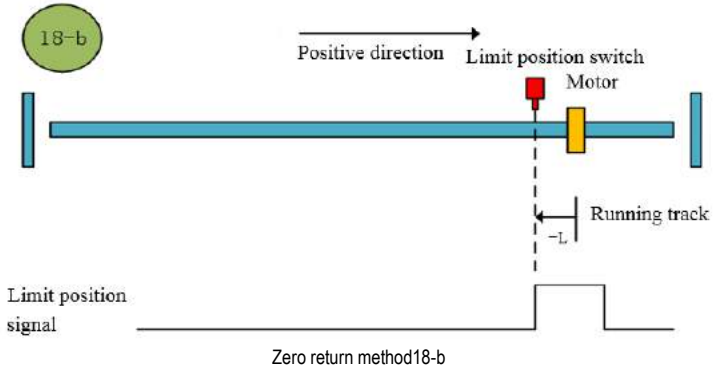 18-b
Positive direction
Limit position switch
Motor
Running track
-L
Limit position
signal
Zero return method18-b